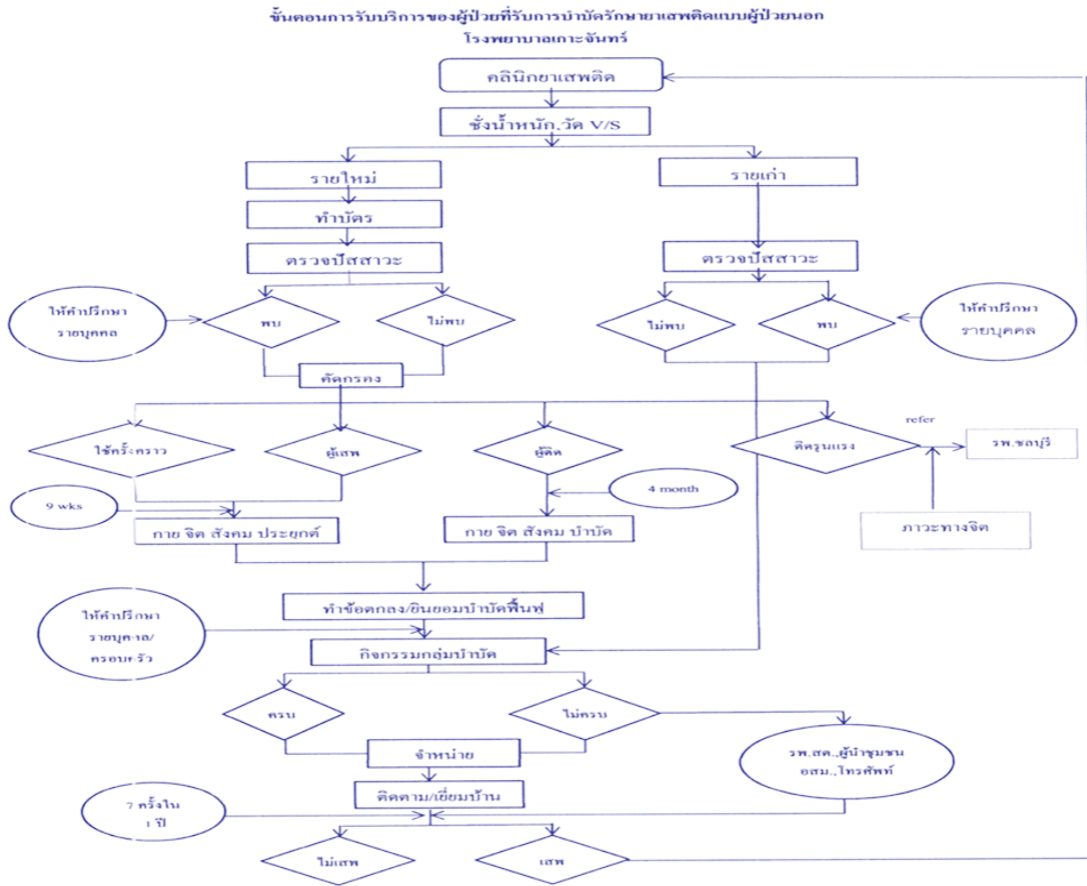 ขั้นตอนการรับบริการของผู้ป่วยที่รับการบำบัดรักษายาเสพติดแบบผู้ป่วยนอก
โรงพยาบาลเกาะจันทร์
คลินิกยาเสพติด
ชั่งน้ำหนัก,วัด V/S
รายใหม่
รายเก่า
ทำบัตร
ตรวจปัสสาวะ
ตรวจปัสสาวะ
ให้คำปรึกษา
รายบุคคล
พบ
ไม่พบ
ไม่พบ
พบ
ให้คำปรึกษา
รายบุคคล
คัดกรอง
ใช้ครั้งคราว
ผู้เสพ
ผู้ติด
ติดรุนแรง
refer
รพ.ชลบุรี
9 wks
4 month
กาย จิต สังคม ประยุกต์
กาย จิต สังคม บำบัด
ภาวะทางจิต
ทำข้อตกลง/ยินยอมบำบัดฟื้นฟู
ให้คำปรึกษา
รายบุคคล/
ครอบครัว
กิจกรรมกลุ่มบำบัด
ครบ
ไม่ครบ
จำหน่าย
รพ.สต.,ผู้นำชุมชน
อสม.,โทรศัพท์
ติดตาม/เยี่ยมบ้าน
7 ครั้งใน
1 ปี
ไม่เสพ
เสพ